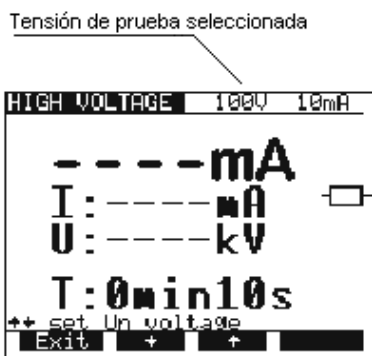 Tensión de prueba seleccionada
HIGH VOLTAGE 100V 10mA
----mA
I:----mA
U:----kV
T:0min10s
↑↓ set Un voltage
Exit ↓ ↑